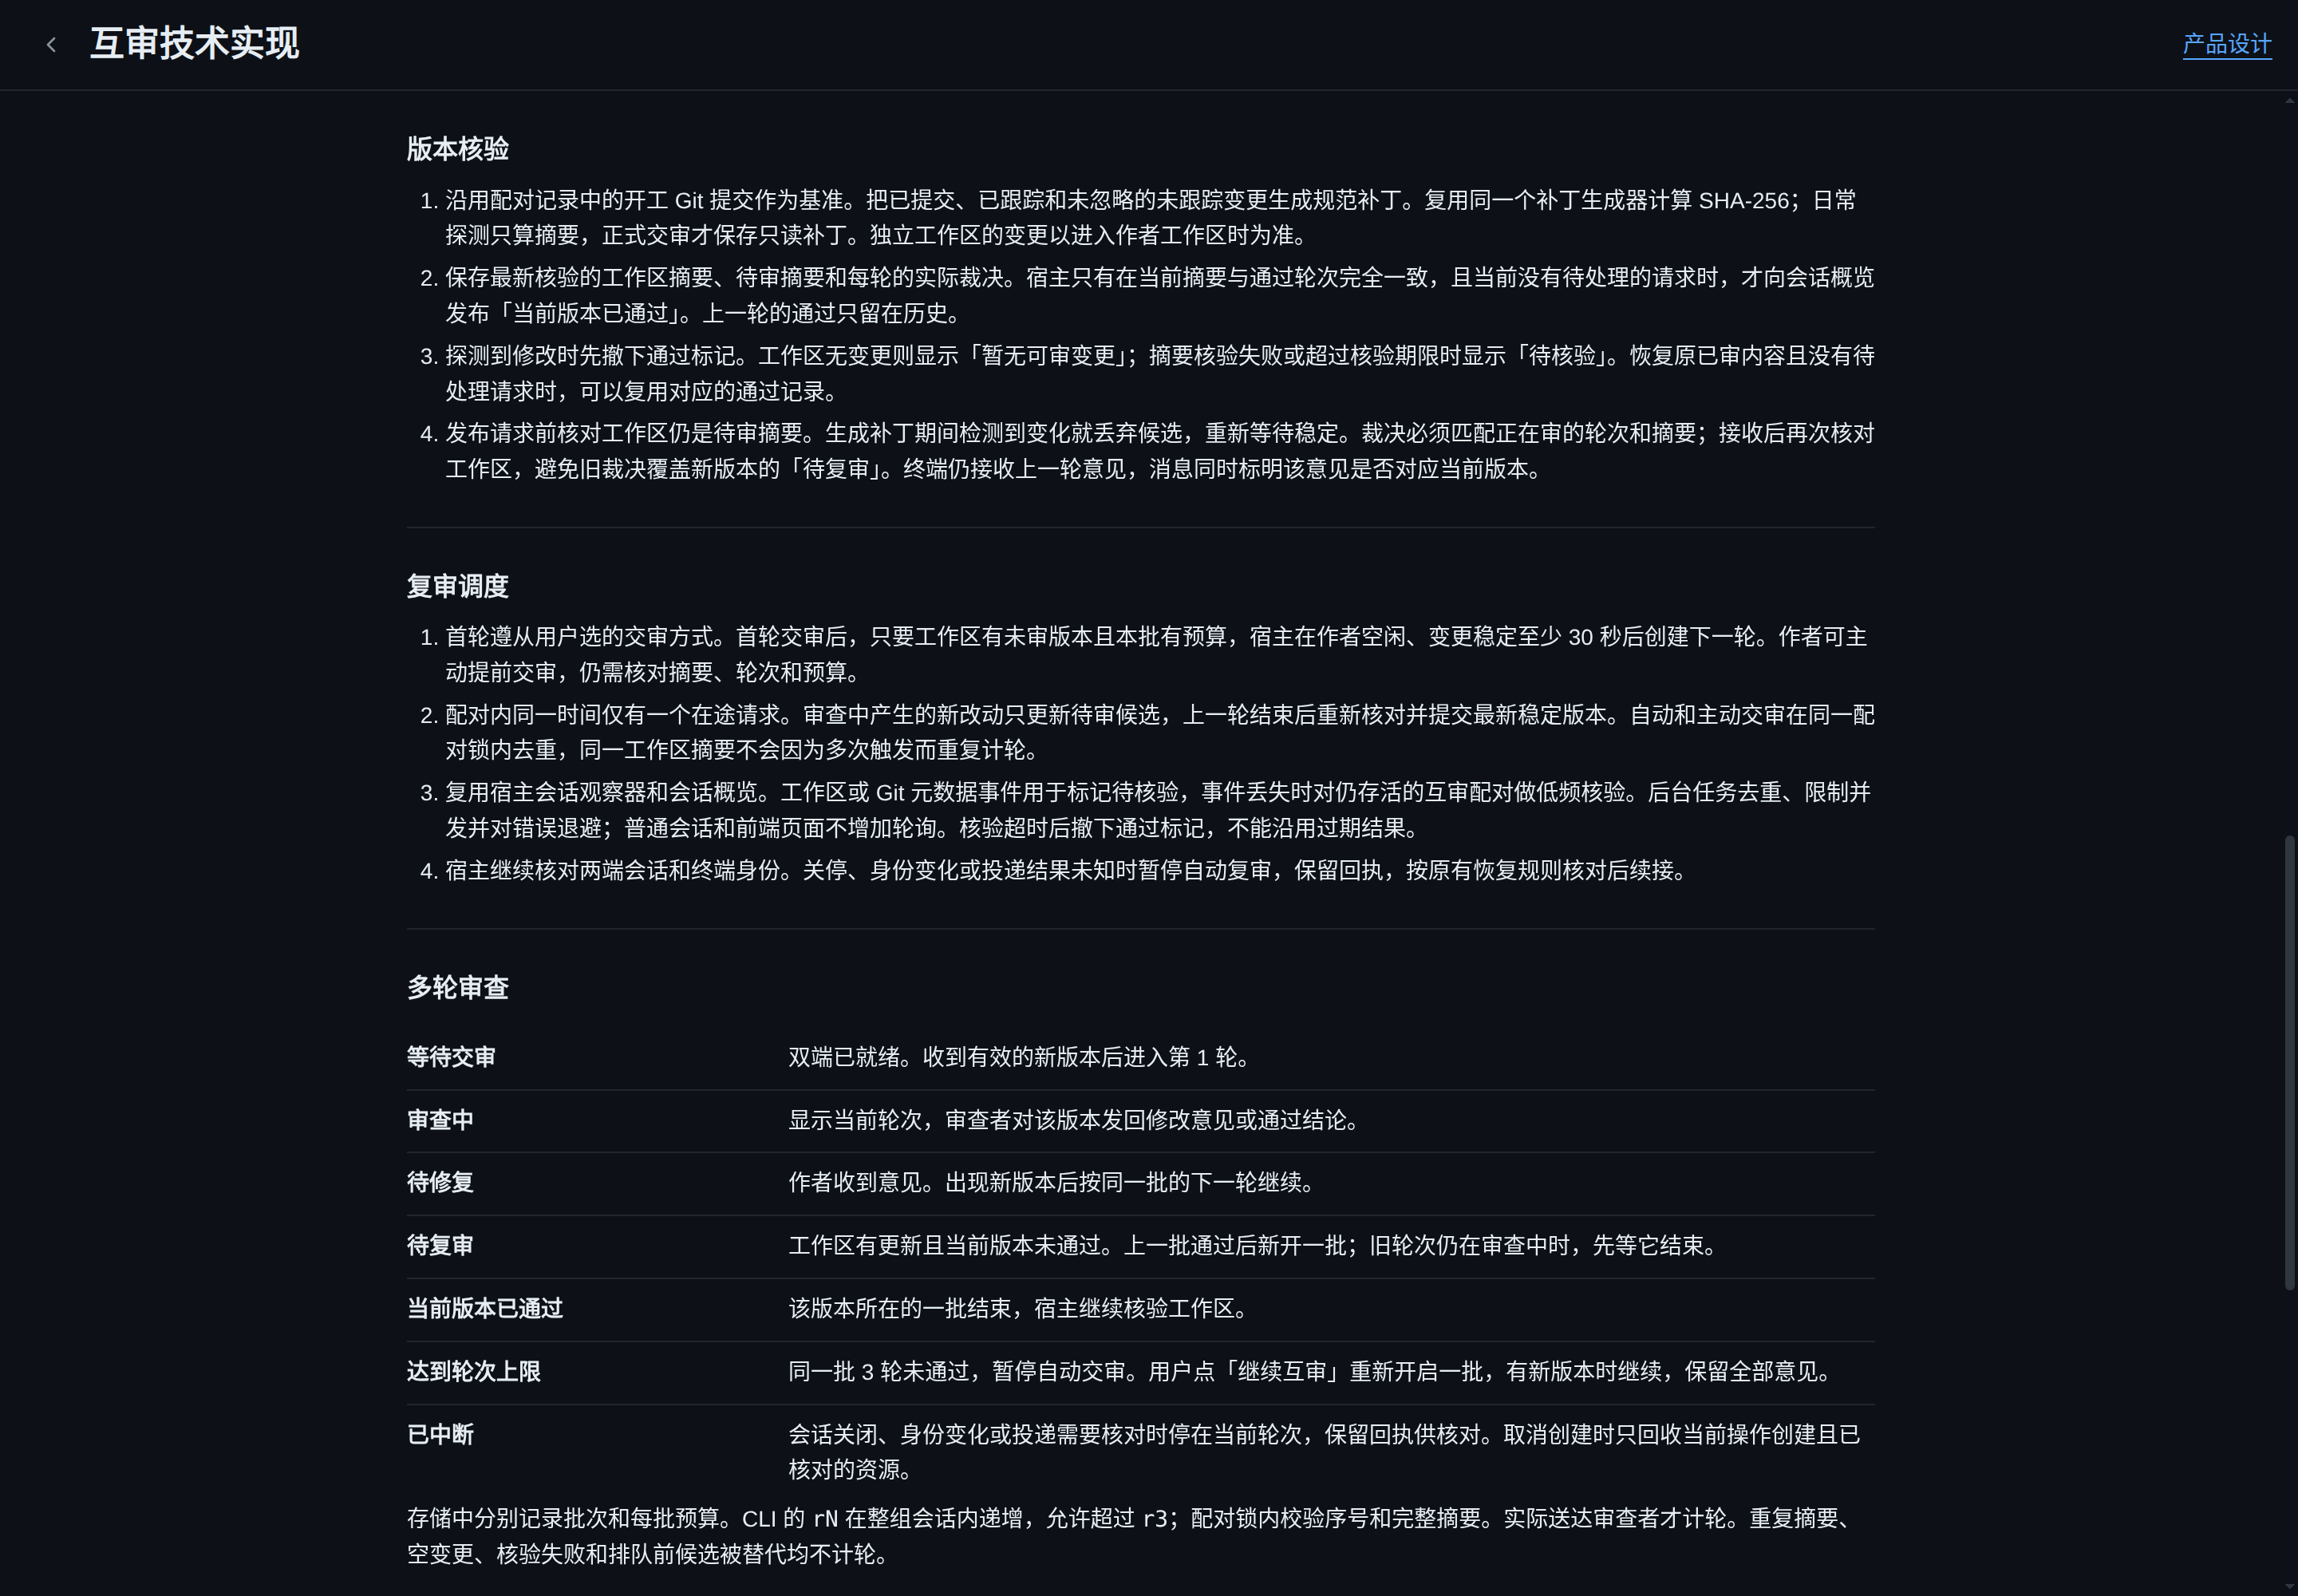 互审技术实现
产品设计
版本核验
1. 沿用配对记录中的开工 Git 提交作为基准。把已提交、已跟踪和未忽略的未跟踪变更生成规范补丁。复用同一个补丁生成器计算 SHA-256；日常
探测只算摘要，正式交审才保存只读补丁。独立工作区的变更以进入作者工作区时为准。
2. 保存最新核验的工作区摘要、待审摘要和每轮的实际裁决。宿主只有在当前摘要与通过轮次完全一致，且当前没有待处理的请求时，才向会话概览
发布「当前版本已通过」。上一轮的通过只留在历史。
3. 探测到修改时先撤下通过标记。工作区无变更则显示「暂无可审变更」；摘要核验失败或超过核验期限时显示「待核验」。恢复原已审内容且没有待
处理请求时，可以复用对应的通过记录。
4. 发布请求前核对工作区仍是待审摘要。生成补丁期间检测到变化就丢弃候选，重新等待稳定。裁决必须匹配正在审的轮次和摘要；接收后再次核对
工作区，避免旧裁决覆盖新版本的「待复审」。终端仍接收上一轮意见，消息同时标明该意见是否对应当前版本。
复审调度
1. 首轮遵从用户选的交审方式。首轮交审后，只要工作区有未审版本且本批有预算，宿主在作者空闲、变更稳定至少 30 秒后创建下一轮。作者可主
动提前交审，仍需核对摘要、轮次和预算。
2. 配对内同一时间仅有一个在途请求。审查中产生的新改动只更新待审候选，上一轮结束后重新核对并提交最新稳定版本。自动和主动交审在同一配
对锁内去重，同一工作区摘要不会因为多次触发而重复计轮。
3. 复用宿主会话观察器和会话概览。工作区或 Git 元数据事件用于标记待核验，事件丢失时对仍存活的互审配对做低频核验。后台任务去重、限制并
发并对错误退避；普通会话和前端页面不增加轮询。核验超时后撤下通过标记，不能沿用过期结果。
4. 宿主继续核对两端会话和终端身份。关停、身份变化或投递结果未知时暂停自动复审，保留回执，按原有恢复规则核对后续接。
多轮审查
等待交审 双端已就绪。收到有效的新版本后进入第 1 轮。
审查中 显示当前轮次，审查者对该版本发回修改意见或通过结论。
待修复 作者收到意见。出现新版本后按同一批的下一轮继续。
待复审 工作区有更新且当前版本未通过。上一批通过后新开一批；旧轮次仍在审查中时，先等它结束。
当前版本已通过 该版本所在的一批结束，宿主继续核验工作区。
达到轮次上限 同一批 3 轮未通过，暂停自动交审。用户点「继续互审」重新开启一批，有新版本时继续，保留全部意见。
已中断 会话关闭、身份变化或投递需要核对时停在当前轮次，保留回执供核对。取消创建时只回收当前操作创建且已
核对的资源。
存储中分别记录批次和每批预算。CLI 的 rN 在整组会话内递增，允许超过 r3；配对锁内校验序号和完整摘要。实际送达审查者才计轮。重复摘要、
空变更、核验失败和排队前候选被替代均不计轮。